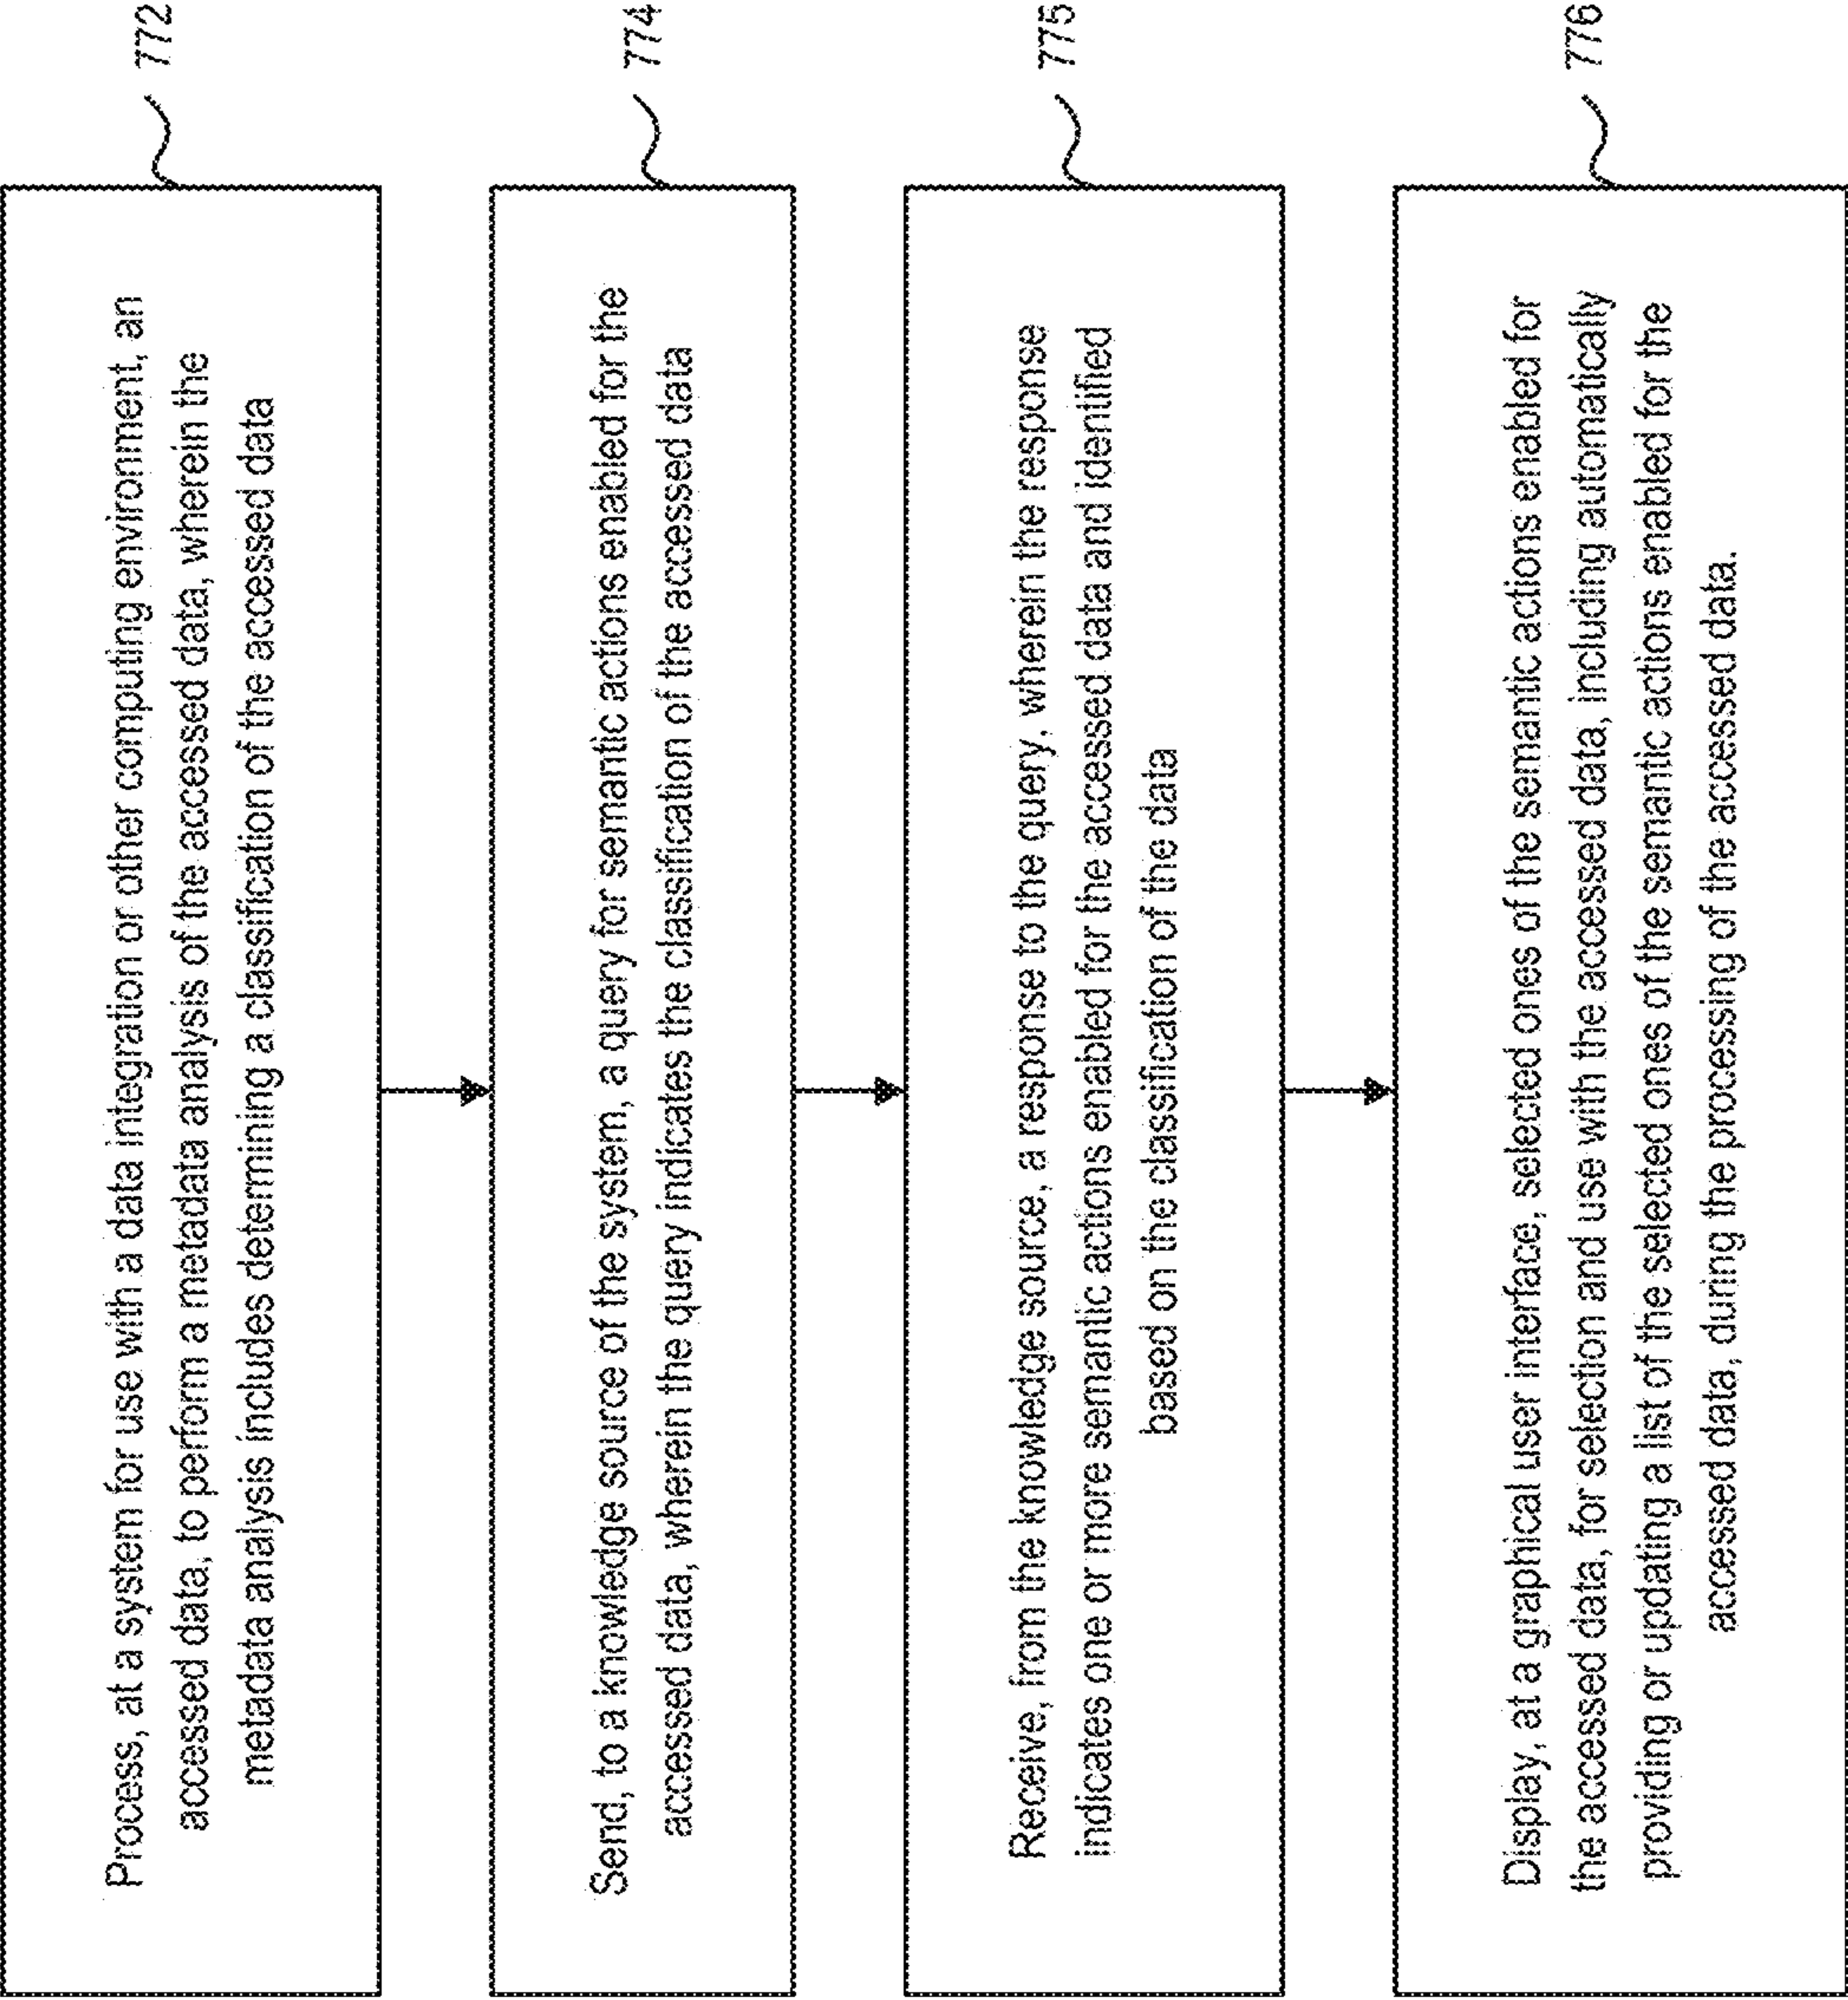 Process, at a system for use with a data integration or other computing environment, an
accessed data, to perform a metadata analysis of the accessed data, wherein the
metadata analysis includes determining a classification of the accessed data
772
Send, to a knowledge source of the system, a query for semantic actions enabled for the
accessed data, wherein the query indicates the classification of the accessed data
774
Receive, from the knowledge source, a response to the query, wherein the response
indicates one or more semantic actions enabled for the accessed data and identified
based on the classification of the data
775
Display, at a graphical user interface, selected ones of the semantic actions enabled for
the accessed data, for selection and use with the accessed data, including automatically
providing or updating a list of the selected ones of the semantic actions enabled for the
accessed data, during the processing of the accessed data.
776